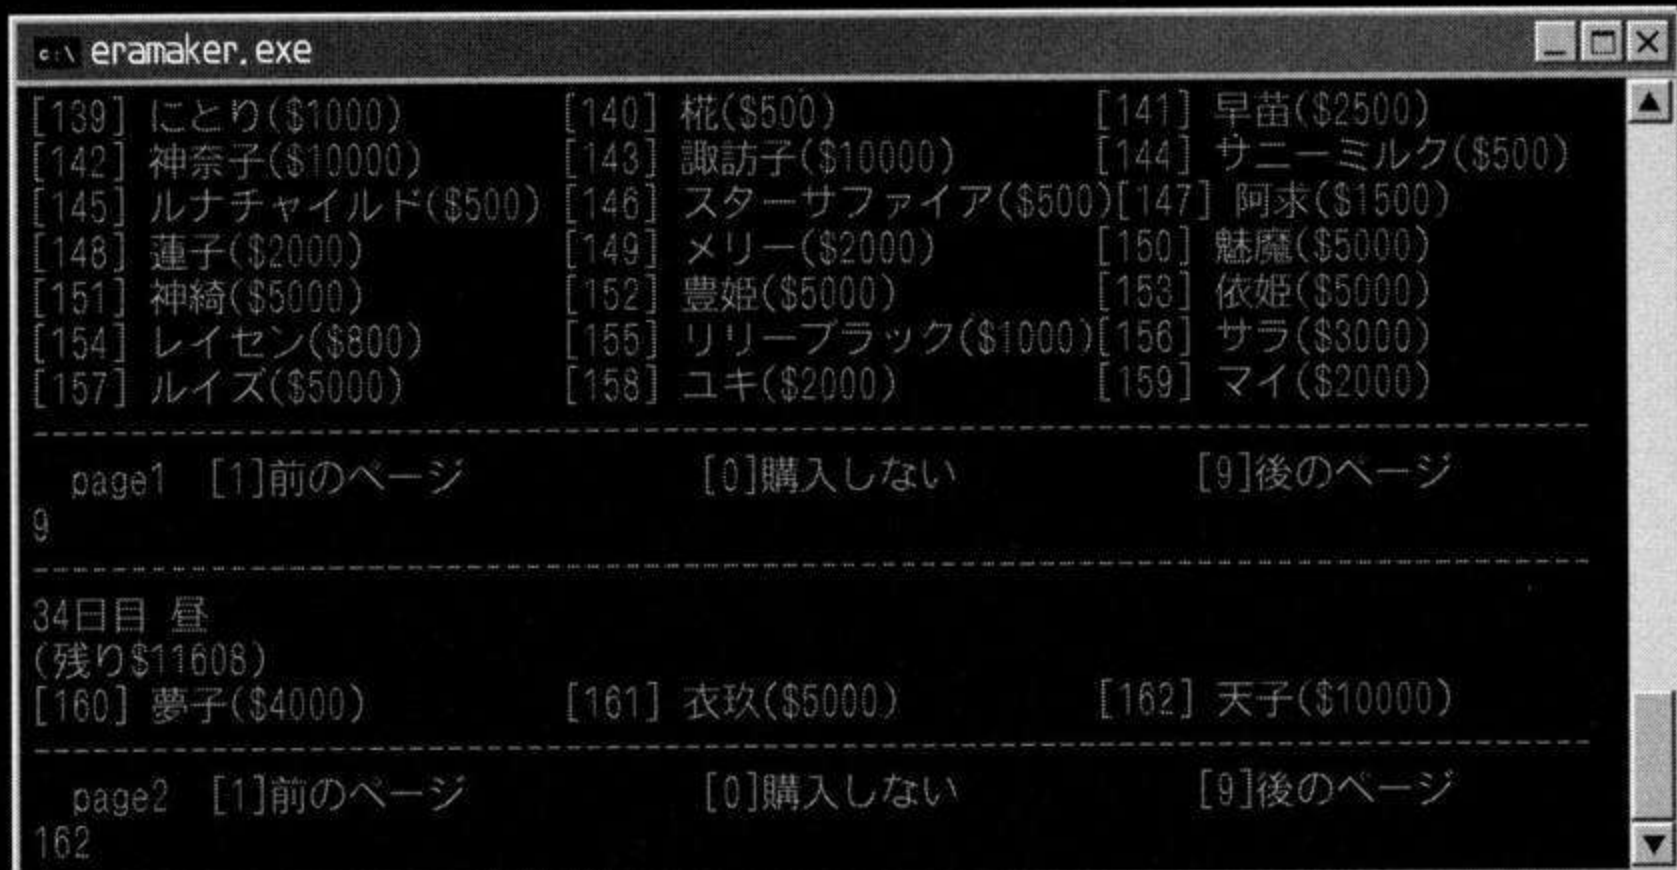 eramaker.exe
[139] にとり($1000) [140] 椛($500) [141] 早苗($2500)
[142] 神奈子($10000) [143] 諏訪子($10000) [144] サニーミルク($500)
[145] ルナチャイルド($500) [146] スターサファイア($500)[147] 阿求($1500)
[148] 蓮子($2000) [149] メリー($2000) [150] 魅魔($5000)
[151] 神綺($5000) [152] 豊姫($5000) [153] 依姫($5000)
[154] レイセン($800) [155] リリーブラック($1000)[156] サラ($3000)
[157] ルイズ($5000) [158] ユキ($2000) [159] マイ($2000)
page1 [1]前のページ [0]購入しない [9]後のページ
9
34日目 昼
(残り$11608)
[160] 夢子($4000) [161] 衣玖($5000) [162] 天子($10000)
page2 [1]前のページ [0]購入しない [9]後のページ
162